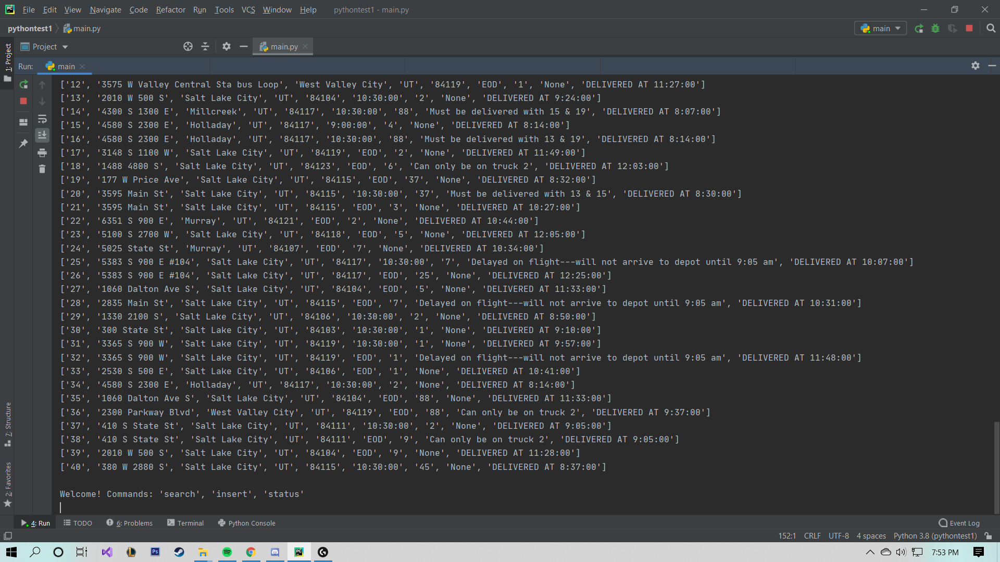 File Edit View Navigate Code Refactor Run Tools VCS Window Help pythontest1 - main.py
pythontest1 main.py main
1: Project
Project main.py
Run: main
['12', '3575 W Valley Central Sta bus Loop', 'West Valley City', 'UT', '84119', 'EOD', '1', 'None', 'DELIVERED AT 11:27:00']
['13', '2010 W 500 S', 'Salt Lake City', 'UT', '84104', '10:30:00', '2', 'None', 'DELIVERED AT 9:24:00']
['14', '4300 S 1300 E', 'Millcreek', 'UT', '84117', '10:30:00', '88', 'Must be delivered with 15 & 19', 'DELIVERED AT 8:07:00']
['15', '4580 S 2300 E', 'Holladay', 'UT', '84117', '9:00:00', '4', 'None', 'DELIVERED AT 8:14:00']
['16', '4580 S 2300 E', 'Holladay', 'UT', '84117', '10:30:00', '88', 'Must be delivered with 13 & 19', 'DELIVERED AT 8:14:00']
['17', '3148 S 1100 W', 'Salt Lake City', 'UT', '84119', 'EOD', '2', 'None', 'DELIVERED AT 11:49:00']
['18', '1488 4800 S', 'Salt Lake City', 'UT', '84123', 'EOD', '6', 'Can only be on truck 2', 'DELIVERED AT 12:03:00']
['19', '177 W Price Ave', 'Salt Lake City', 'UT', '84115', 'EOD', '37', 'None', 'DELIVERED AT 8:32:00']
['20', '3595 Main St', 'Salt Lake City', 'UT', '84115', '10:30:00', '37', 'Must be delivered with 13 & 15', 'DELIVERED AT 8:30:00']
['21', '3595 Main St', 'Salt Lake City', 'UT', '84115', 'EOD', '3', 'None', 'DELIVERED AT 10:27:00']
['22', '6351 S 900 E', 'Murray', 'UT', '84121', 'EOD', '2', 'None', 'DELIVERED AT 10:44:00']
['23', '5100 S 2700 W', 'Salt Lake City', 'UT', '84118', 'EOD', '5', 'None', 'DELIVERED AT 12:05:00']
['24', '5025 State St', 'Murray', 'UT', '84107', 'EOD', '7', 'None', 'DELIVERED AT 10:34:00']
['25', '5383 S 900 E #104', 'Salt Lake City', 'UT', '84117', '10:30:00', '7', 'Delayed on flight---will not arrive to depot until 9:05 am', 'DELIVERED AT 10:07:00']
['26', '5383 S 900 E #104', 'Salt Lake City', 'UT', '84117', 'EOD', '25', 'None', 'DELIVERED AT 12:25:00']
['27', '1060 Dalton Ave S', 'Salt Lake City', 'UT', '84104', 'EOD', '5', 'None', 'DELIVERED AT 11:33:00']
['28', '2835 Main St', 'Salt Lake City', 'UT', '84115', 'EOD', '7', 'Delayed on flight---will not arrive to depot until 9:05 am', 'DELIVERED AT 10:31:00']
['29', '1330 2100 S', 'Salt Lake City', 'UT', '84106', '10:30:00', '2', 'None', 'DELIVERED AT 8:50:00']
['30', '300 State St', 'Salt Lake City', 'UT', '84103', '10:30:00', '1', 'None', 'DELIVERED AT 9:10:00']
['31', '3365 S 900 W', 'Salt Lake City', 'UT', '84119', '10:30:00', '1', 'None', 'DELIVERED AT 9:57:00']
['32', '3365 S 900 W', 'Salt Lake City', 'UT', '84119', 'EOD', '1', 'Delayed on flight---will not arrive to depot until 9:05 am', 'DELIVERED AT 11:48:00']
['33', '2530 S 500 E', 'Salt Lake City', 'UT', '84106', 'EOD', '1', 'None', 'DELIVERED AT 10:41:00']
['34', '4580 S 2300 E', 'Holladay', 'UT', '84117', '10:30:00', '2', 'None', 'DELIVERED AT 8:14:00']
['35', '1060 Dalton Ave S', 'Salt Lake City', 'UT', '84104', 'EOD', '88', 'None', 'DELIVERED AT 11:33:00']
['36', '2300 Parkway Blvd', 'West Valley City', 'UT', '84119', 'EOD', '88', 'Can only be on truck 2', 'DELIVERED AT 9:37:00']
['37', '410 S State St', 'Salt Lake City', 'UT', '84111', '10:30:00', '2', 'None', 'DELIVERED AT 9:05:00']
['38', '410 S State St', 'Salt Lake City', 'UT', '84111', 'EOD', '9', 'Can only be on truck 2', 'DELIVERED AT 9:05:00']
['39', '2010 W 500 S', 'Salt Lake City', 'UT', '84104', 'EOD', '9', 'None', 'DELIVERED AT 11:28:00']
['40', '380 W 2880 S', 'Salt Lake City', 'UT', '84115', '10:30:00', '45', 'None', 'DELIVERED AT 8:37:00']
Welcome! Commands: 'search', 'insert', 'status'
7: Structure
2: Favorites
4: Run TODO 6: Problems Terminal Python Console Event Log
152:1 CRLF UTF-8 4 spaces Python 3.8 (pythontest1)
7:53 PM